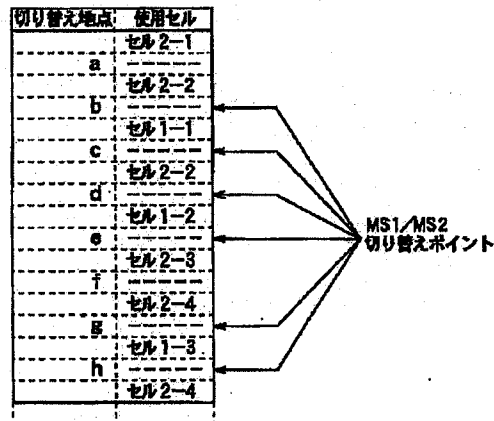 切り替え地点 使用セル
セル2-1
a
セル2-2
b
セル1-1
c
セル2-2
d
セル1-2
e
セル2-3
f
セル2-4
g
セル1-3
h
セル2-4
MS1/MS2
切り替えポイント